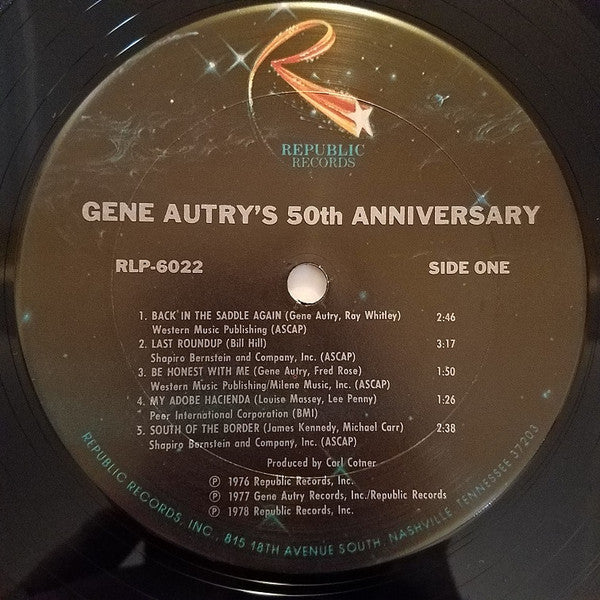 REPUBLIC
RECORDS
GENE AUTRY'S 50th ANNIVERSARY
RLP-6022 SIDE ONE
1. BACK IN THE SADDLE AGAIN (Gene Autry, Ray Whitley) 2:46
Western Music Publishing (ASCAP)
2. LAST ROUNDUP (Bill Hill) 3:17
Shapiro Bernstein and Company, Inc. (ASCAP)
3. BE HONEST WITH ME (Gene Autry, Fred Rose) 1:50
Western Music Publishing/Milene Music, Inc. (ASCAP)
4. MY ADOBE HACIENDA (Louise Massey, Lee Penny) 1:26
Peer International Corporation (BMI)
5. SOUTH OF THE BORDER (James Kennedy, Michael Carr) 2:38
Shapiro Bernstein and Company, Inc. (ASCAP)
Produced by Carl Cotner
℗ 1976 Republic Records, Inc.
℗ 1977 Gene Autry Records, Inc./Republic Records
℗ 1978 Republic Records, Inc.
REPUBLIC RECORDS, INC., 815 18TH AVENUE SOUTH, NASHVILLE, TENNESSEE 37203